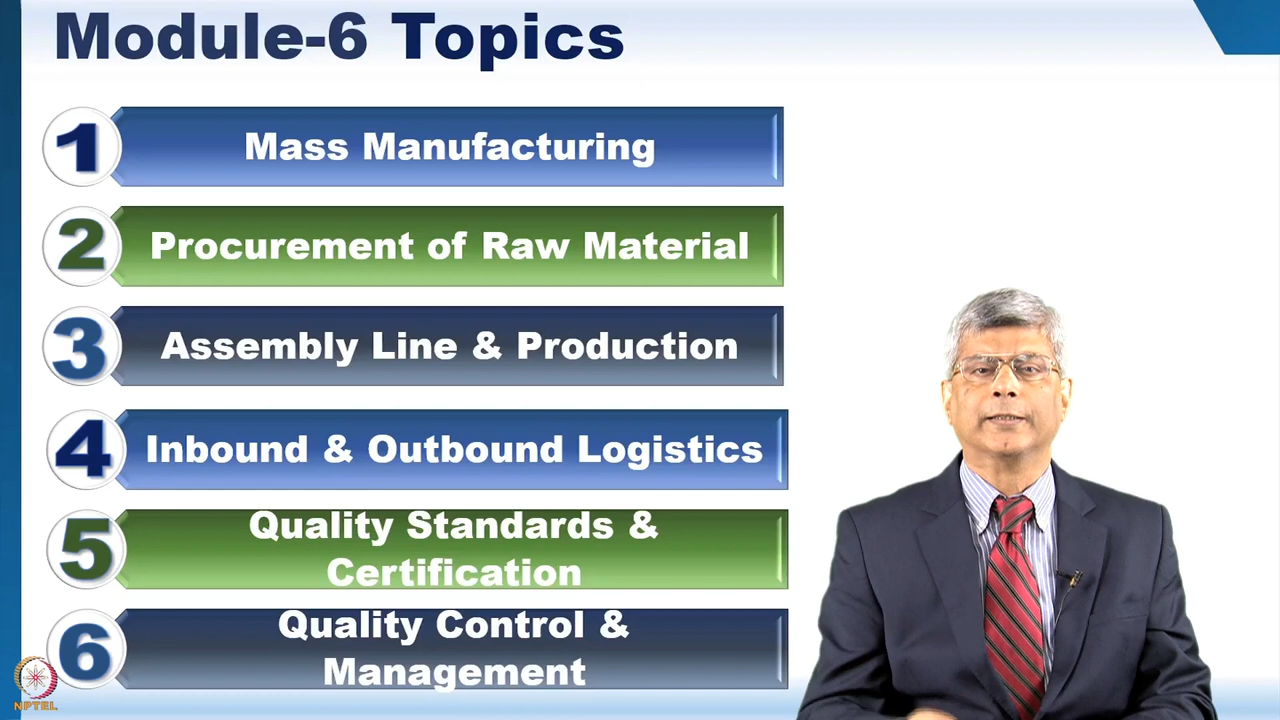 Module-6 Topics
1
Mass Manufacturing
2
Procurement of Raw Material
3
Assembly Line & Production
4
Inbound & Outbound Logistics
5
Quality Standards &
Certification
6
Quality Control &
Management
NPTEL